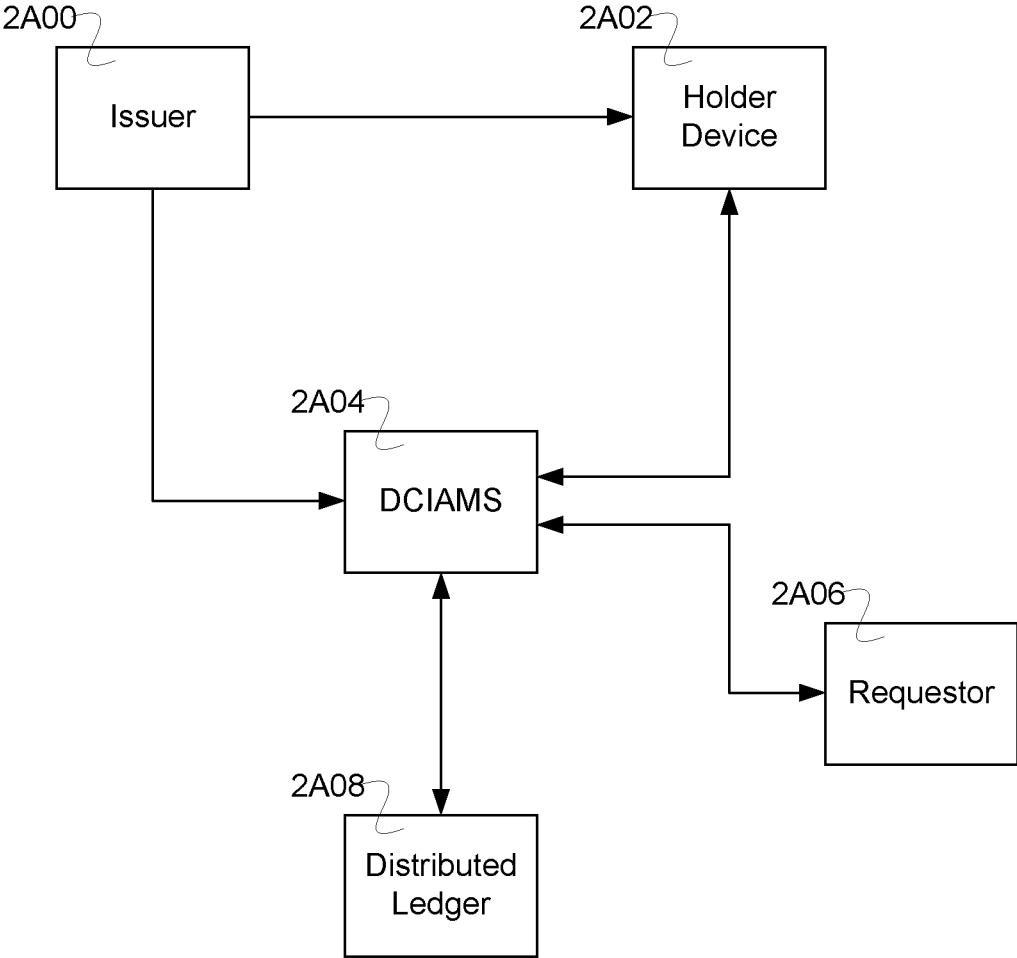 2A00
Issuer
2A02
Holder
Device
2A04
DCIAMS
2A06
Requestor
2A08
Distributed
Ledger